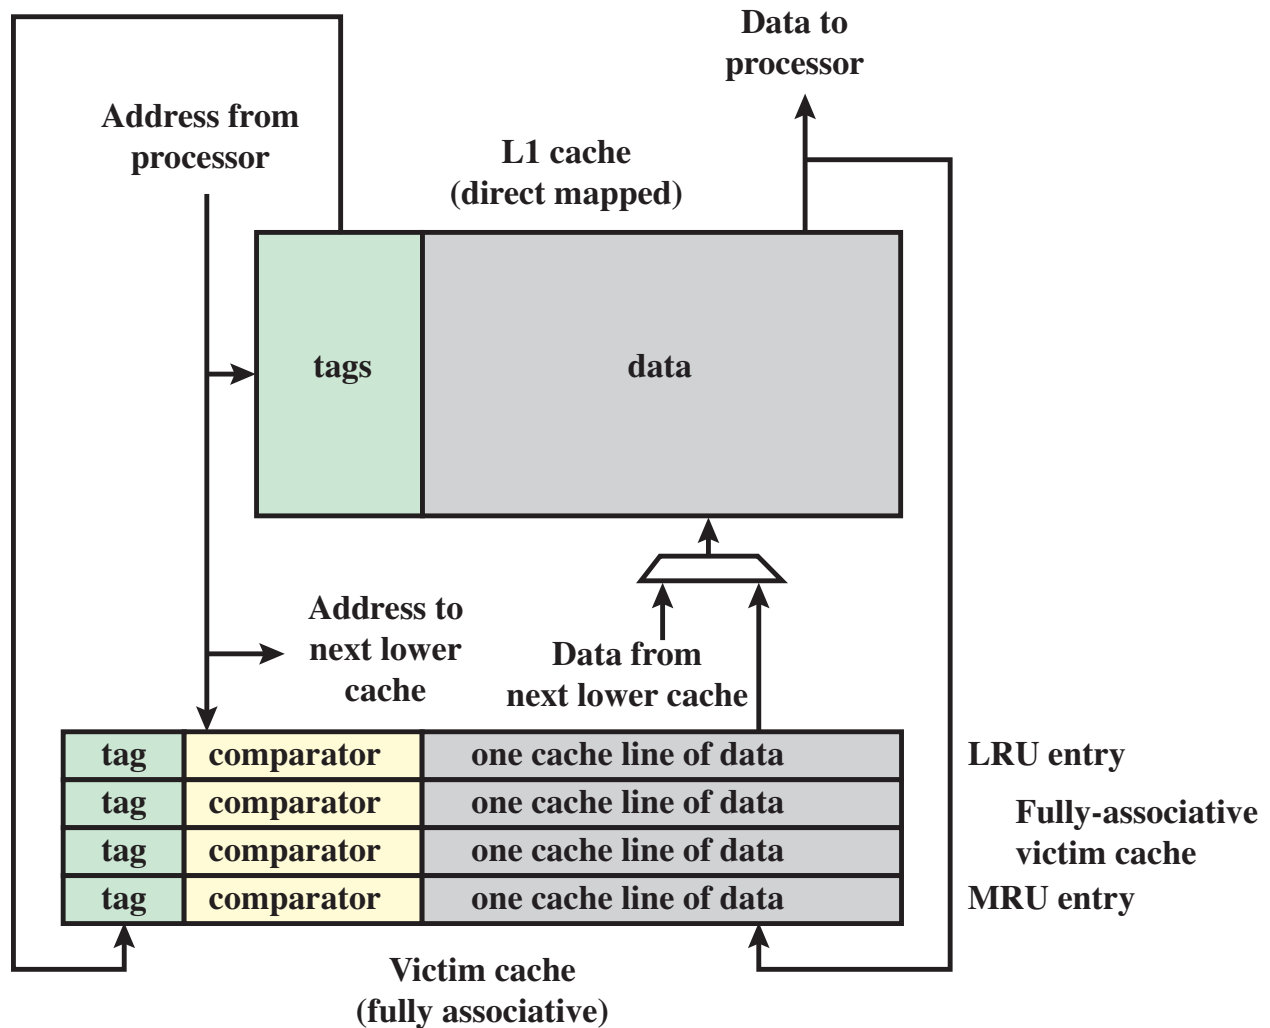 Data to
processor
Address from
processor
L1 cache
(direct mapped)
tags
data
Address to
next lower
cache
Data from
next lower cache
tag comparator one cache line of data LRU entry
tag comparator one cache line of data
Fully-associative
tag comparator one cache line of data
victim cache
tag comparator one cache line of data MRU entry
Victim cache
(fully associative)